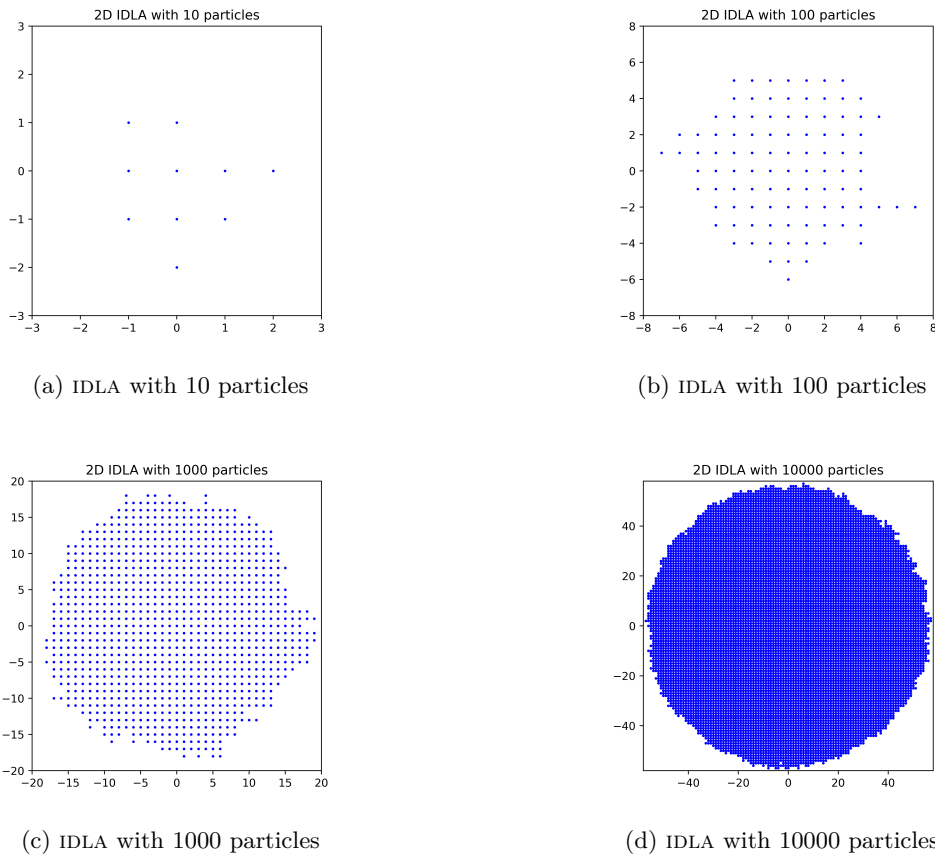 2D IDLA with 10 particles
3
2
1
0
−1
−2
−3
−3 −2 −1 0 1 2 3
(a) IDLA with 10 particles
2D IDLA with 100 particles
8
6
4
2
0
−2
−4
−6
−8
−8 −6 −4 −2 0 2 4 6 8
(b) IDLA with 100 particles
2D IDLA with 1000 particles
20
15
10
5
0
−5
−10
−15
−20
−20 −15 −10 −5 0 5 10 15 20
(c) IDLA with 1000 particles
2D IDLA with 10000 particles
40
20
0
−20
−40
−40 −20 0 20 40
(d) IDLA with 10000 particles